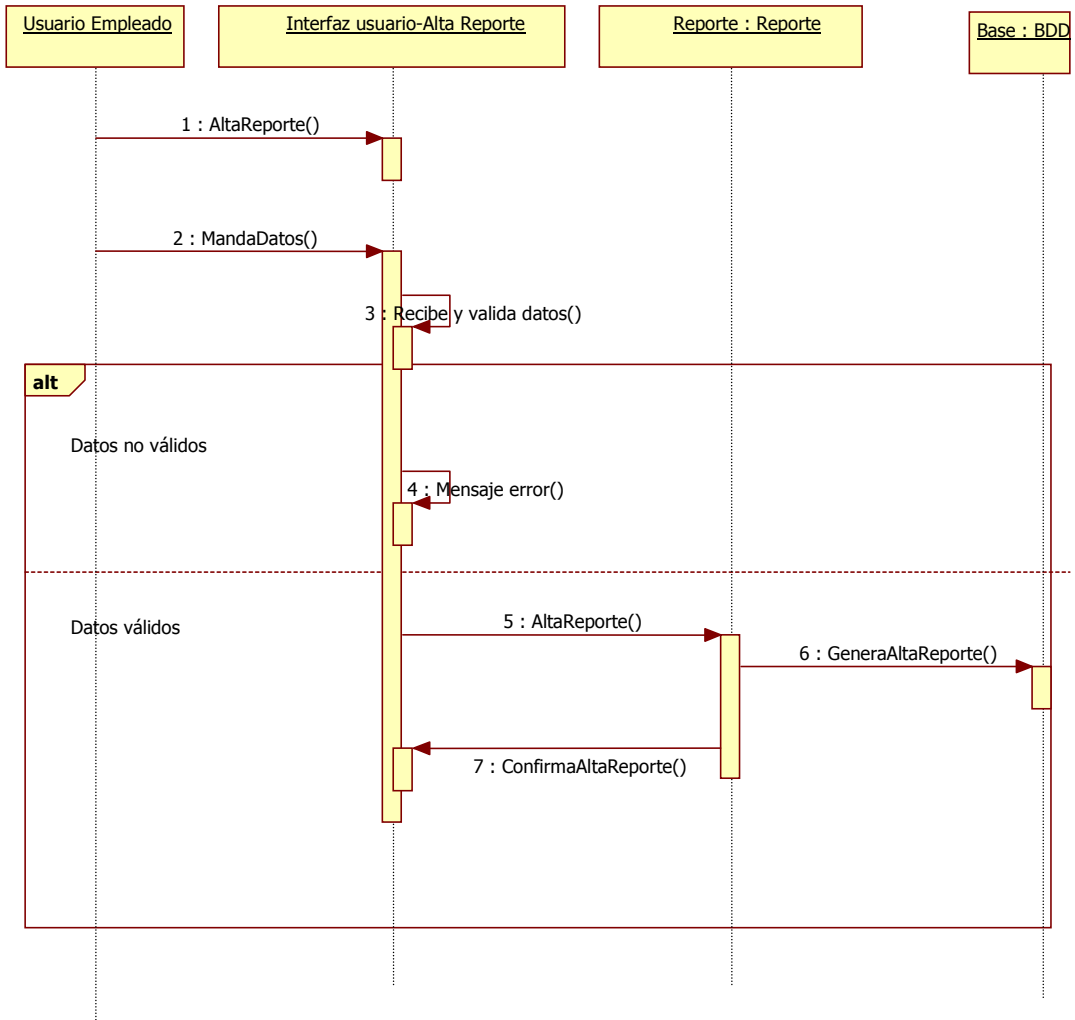 Usuario Empleado
Interfaz usuario-Alta Reporte
Reporte : Reporte
Base : BDD
1 : AltaReporte()
2 : MandaDatos()
3 : Recibe y valida datos()
alt
Datos no válidos
4 : Mensaje error()
Datos válidos
5 : AltaReporte()
6 : GeneraAltaReporte()
7 : ConfirmaAltaReporte()